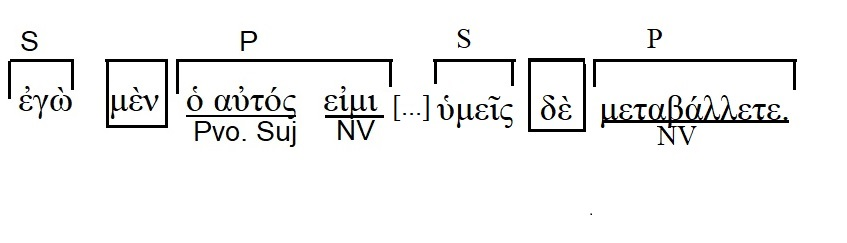 S P S P
ἐγὼ μὲν ὁ αὐτός εἰμι [...] ὑμεῖς δὲ μεταβάλλετε.
Pvo. Suj NV NV